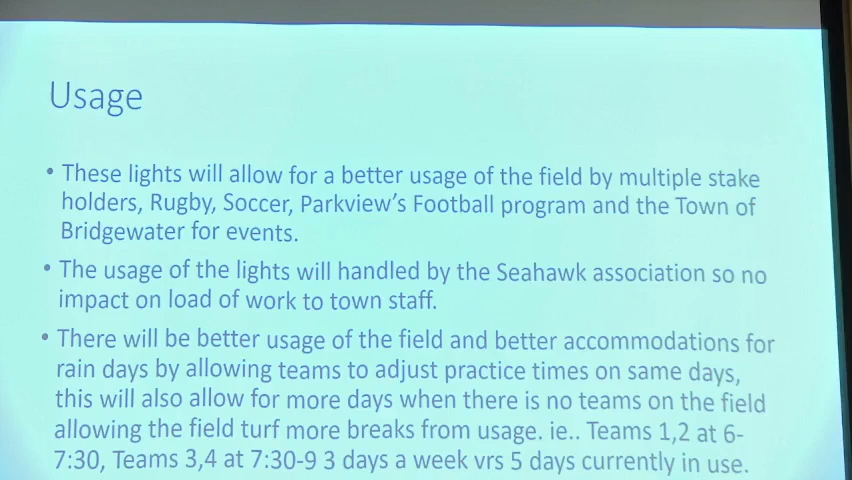 Usage
• These lights will allow for a better usage of the field by multiple stake
holders, Rugby, Soccer, Parkview's Football program and the Town of
Bridgewater for events.
• The usage of the lights will handled by the Seahawk association so no
impact on load of work to town staff.
• There will be better usage of the field and better accommodations for
rain days by allowing teams to adjust practice times on same days,
this will also allow for more days when there is no teams on the field
allowing the field turf more breaks from usage. ie.. Teams 1,2 at 6-
7:30, Teams 3,4 at 7:30-9 3 days a week vrs 5 days currently in use.